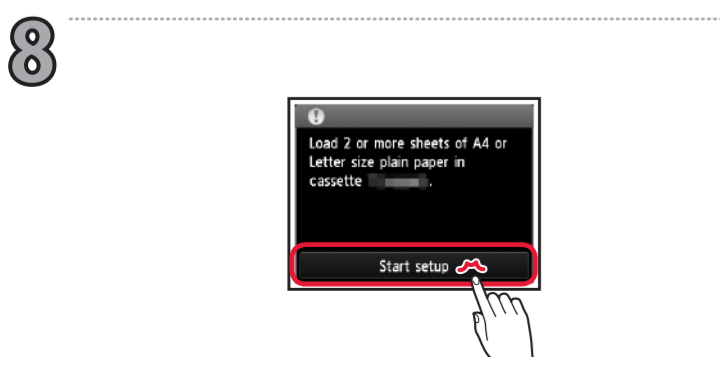 8
Load 2 or more sheets of A4 or
Letter size plain paper in
cassette .
Start setup